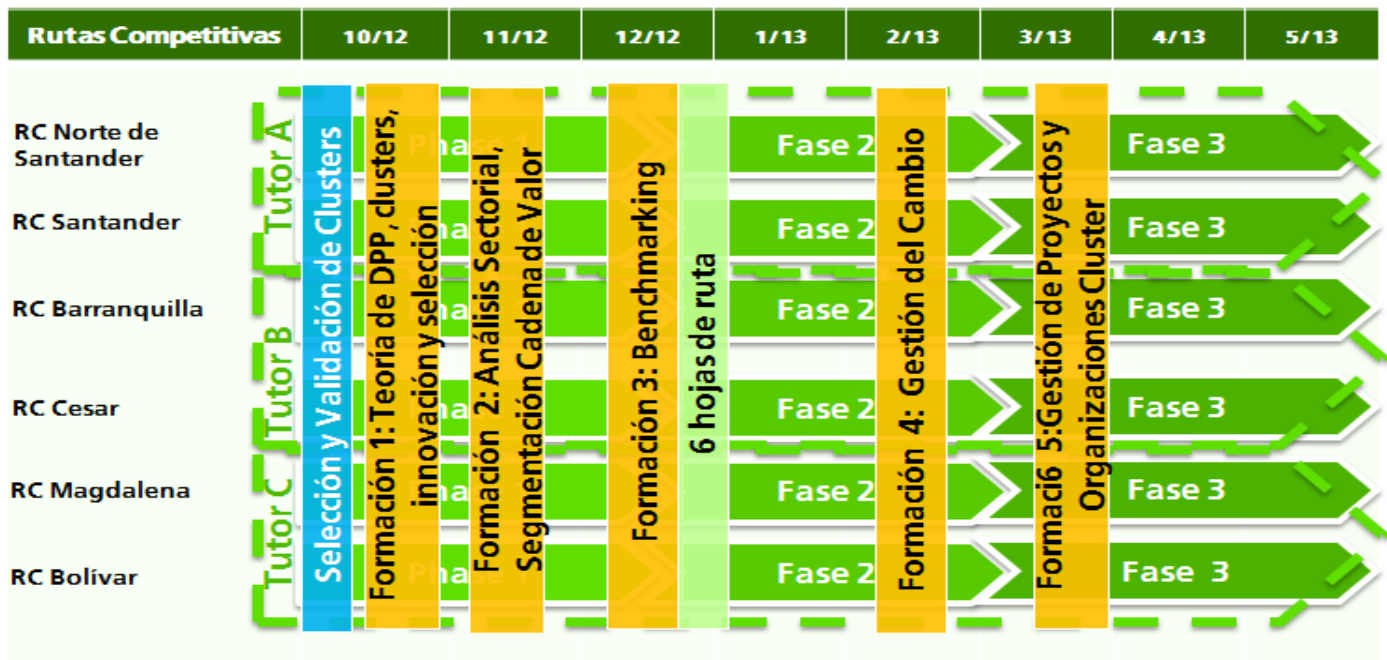 Rutas Competitivas 10/12 11/12 12/12 1/13 2/13 3/13 4/13 5/13
RC Norte de
Santander
RC Santander
RC Barranquilla
RC Cesar
RC Magdalena
RC Bolívar
Tutor A
Tutor B
Tutor C
Selección y Validación de Clusters
Formación 1: Teoría de DPP, clusters,
innovación y selección
Formación 2: Análisis Sectorial,
Segmentación Cadena de Valor
Formación 3: Benchmarking
6 hojas de ruta
Formación 4: Gestión del Cambio
Formaci6 5:Gestión de Proyectos y
Organizaciones Cluster
Phase 1
Fase 2
Fase 3
Fase 2
Fase 3
Fase 2
Fase 3
Fase 2
Fase 3
Fase 2
Fase 3
Phase 1
Fase 2
Fase 3